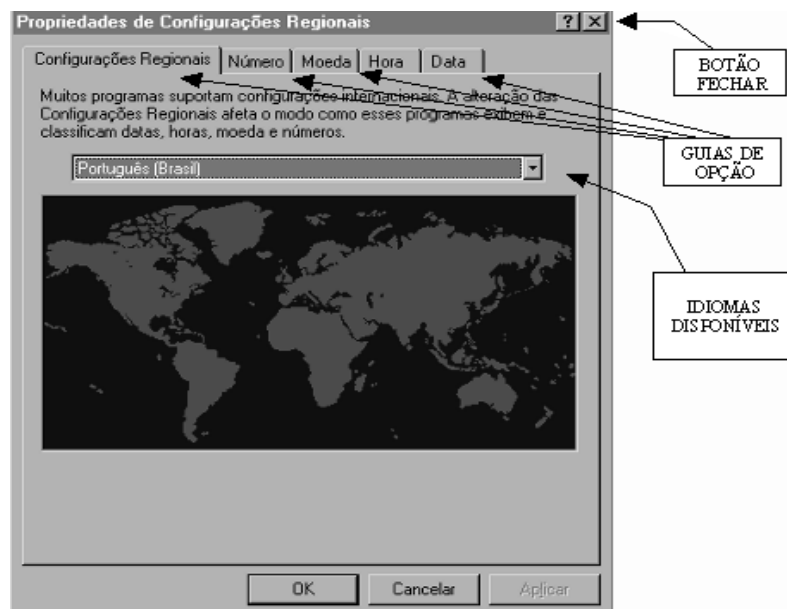 Propriedades de Configurações Regionais
Configurações Regionais Número Moeda Hora Data
Muitos programas suportam configurações internacionais. A alteração das
Configurações Regionais afeta o modo como esses programas exibem e
classificam datas, horas, moeda e números.
Português (Brasil)
OK Cancelar Aplicar
BOTÃO
FECHAR
GUIAS DE
OPÇÃO
IDIOMAS
DISPONÍVEIS